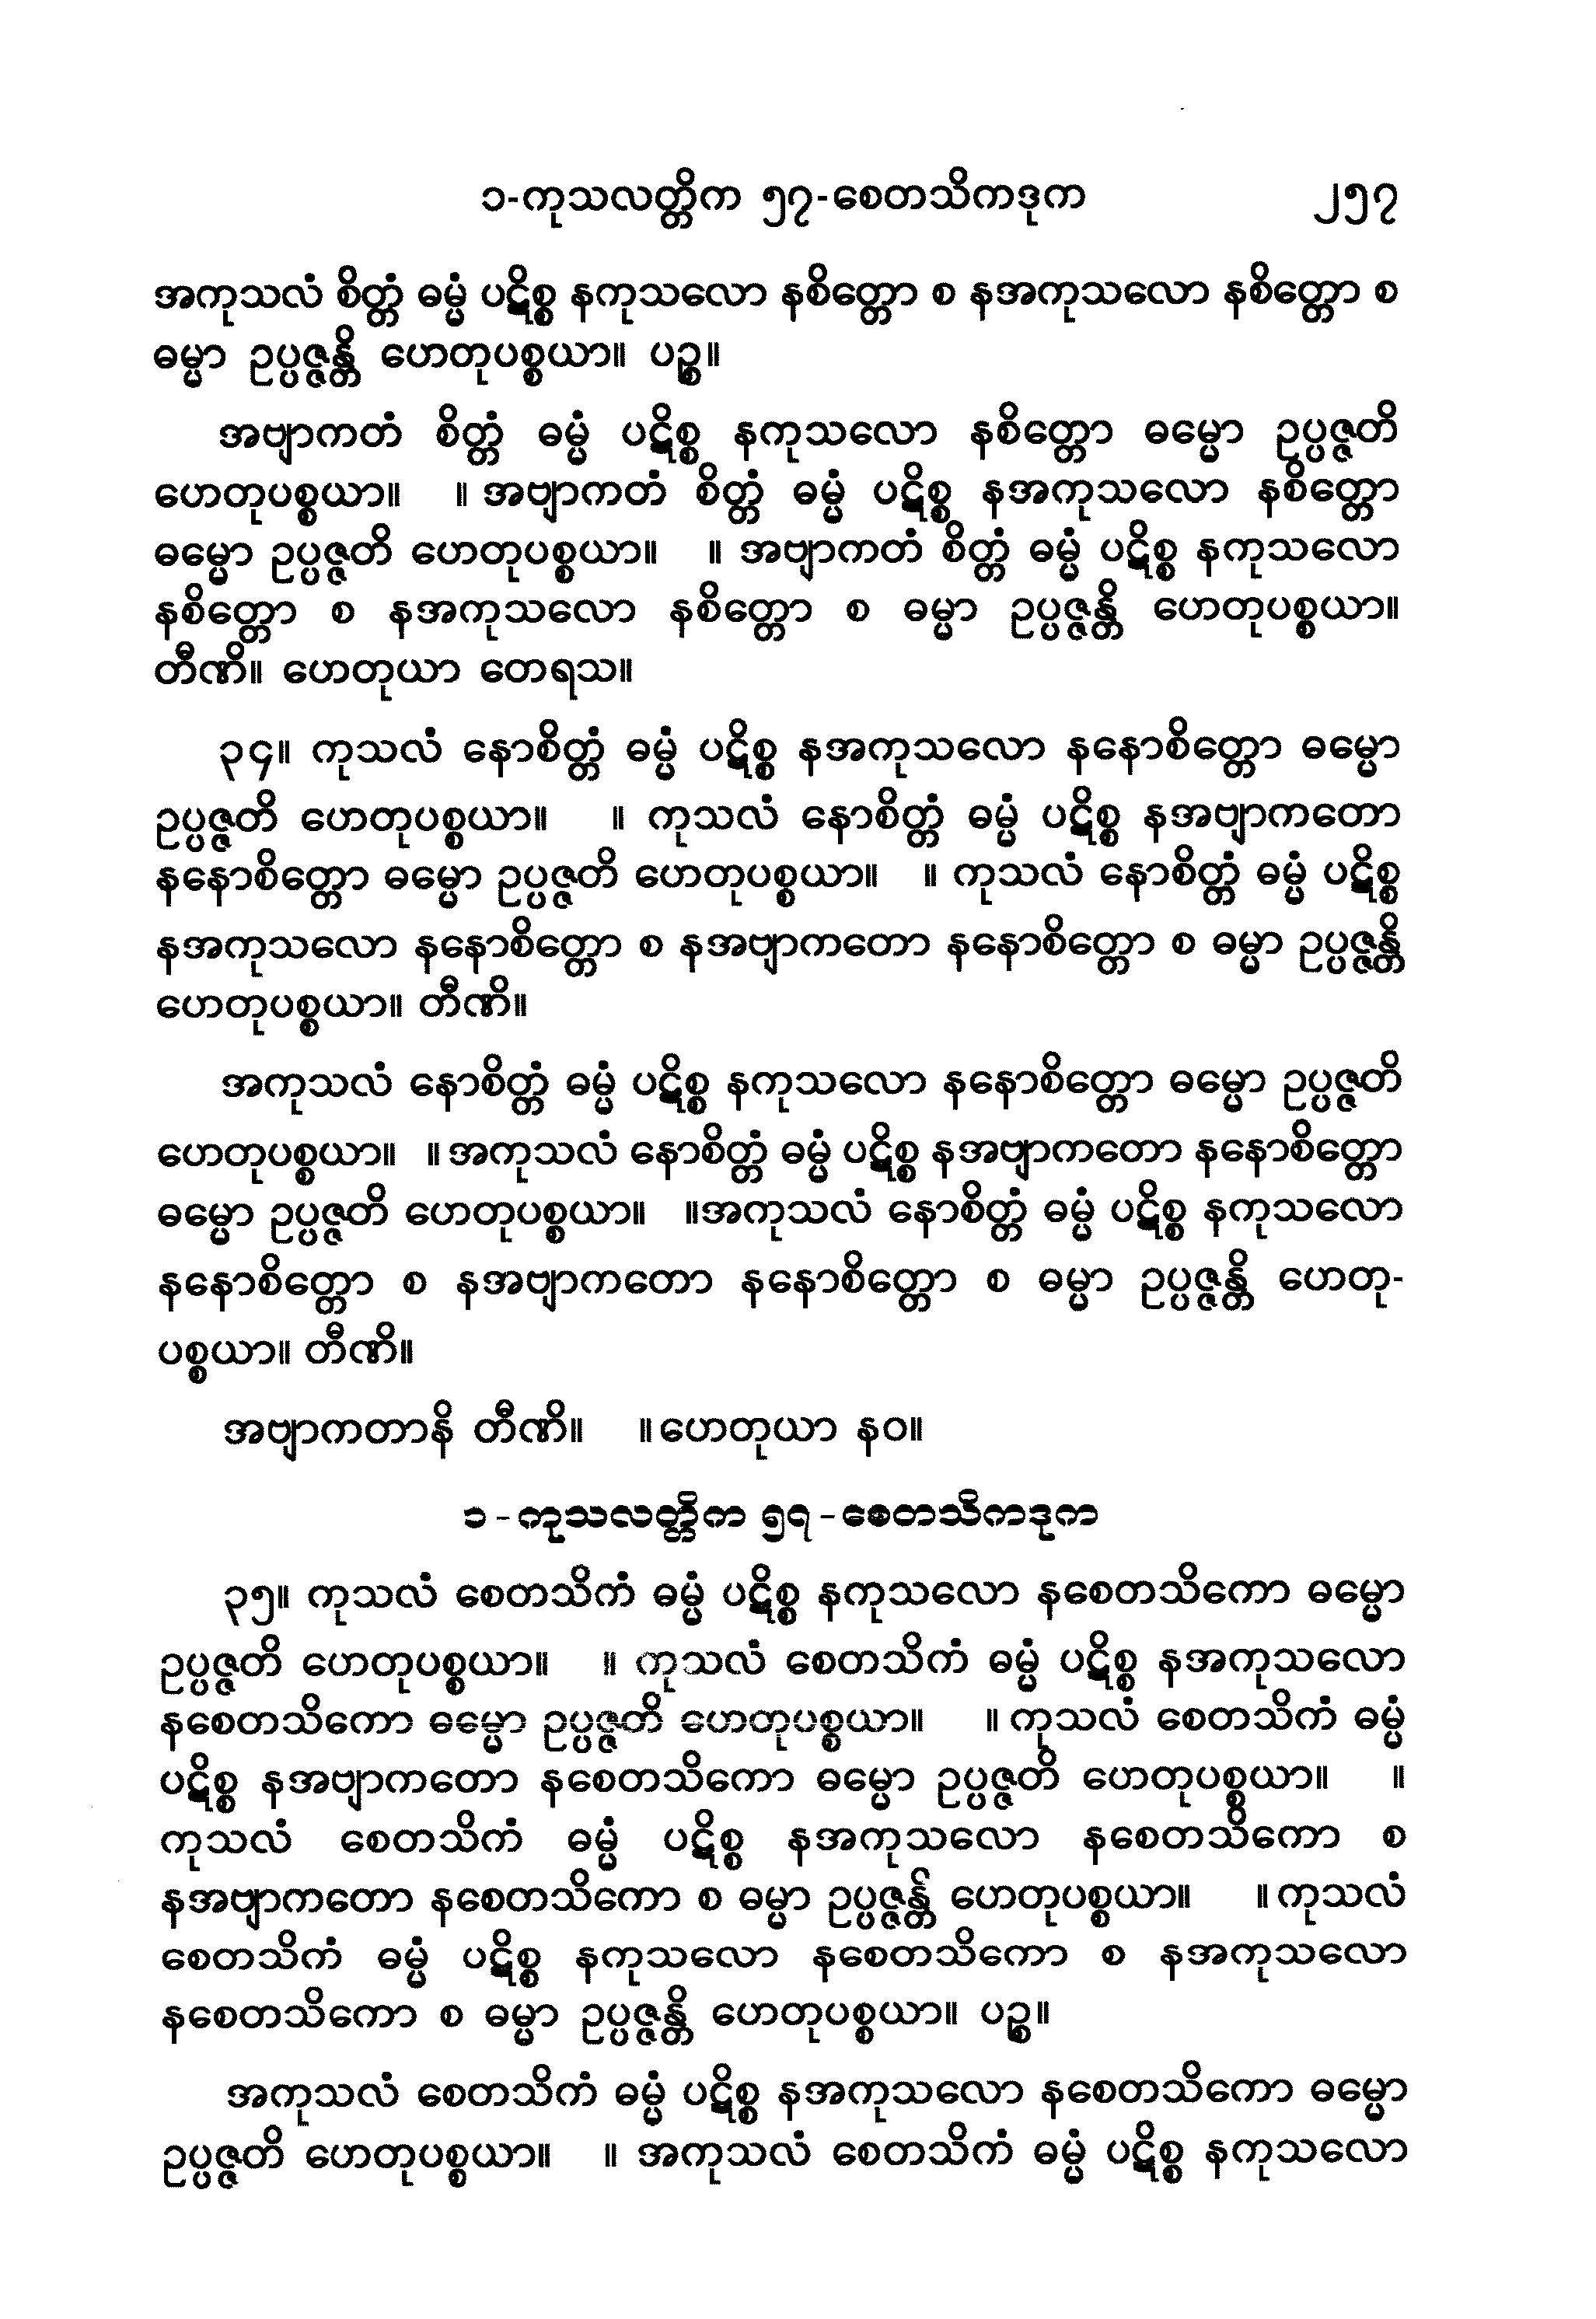 ၁-ကုသလတ္တိက ၅၇-စေတသိကဒုက ၂၅၇
အကုသလံ စိတ္တံ ဓမ္မံ ပဋိစ္စ နကုသလော နစိတ္တော စ နအကုသလော နစိတ္တော စ
ဓမ္မာ ဥပ္ပဇ္ဇန္တိ ဟေတုပစ္စယာ။ ပဉ္စ။
အဗျာကတံ စိတ္တံ ဓမ္မံ ပဋိစ္စ နကုသလော နစိတ္တော ဓမ္မော ဥပ္ပဇ္ဇတိ
ဟေတုပစ္စယာ။ ။ အဗျာကတံ စိတ္တံ ဓမ္မံ ပဋိစ္စ နအကုသလော နစိတ္တော
ဓမ္မော ဥပ္ပဇ္ဇတိ ဟေတုပစ္စယာ။ ။ အဗျာကတံ စိတ္တံ ဓမ္မံ ပဋိစ္စ နကုသလော
နစိတ္တော စ နအကုသလော နစိတ္တော စ ဓမ္မာ ဥပ္ပဇ္ဇန္တိ ဟေတုပစ္စယာ။
တီဏိ။ ဟေတုယာ တေရသ။
၃၄။ ကုသလံ နောစိတ္တံ ဓမ္မံ ပဋိစ္စ နအကုသလော နနောစိတ္တော ဓမ္မော
ဥပ္ပဇ္ဇတိ ဟေတုပစ္စယာ။ ။ ကုသလံ နောစိတ္တံ ဓမ္မံ ပဋိစ္စ နအဗျာကတော
နနောစိတ္တော ဓမ္မော ဥပ္ပဇ္ဇတိ ဟေတုပစ္စယာ။ ။ ကုသလံ နောစိတ္တံ ဓမ္မံ ပဋိစ္စ
နအကုသလော နနောစိတ္တော စ နအဗျာကတော နနောစိတ္တော စ ဓမ္မာ ဥပ္ပဇ္ဇန္တိ
ဟေတုပစ္စယာ။ တီဏိ။
အကုသလံ နောစိတ္တံ ဓမ္မံ ပဋိစ္စ နကုသလော နနောစိတ္တော ဓမ္မော ဥပ္ပဇ္ဇတိ
ဟေတုပစ္စယာ။ ။ အကုသလံ နောစိတ္တံ ဓမ္မံ ပဋိစ္စ နအဗျာကတော နနောစိတ္တော
ဓမ္မော ဥပ္ပဇ္ဇတိ ဟေတုပစ္စယာ။ ။အကုသလံ နောစိတ္တံ ဓမ္မံ ပဋိစ္စ နကုသလော
နနောစိတ္တော စ နအဗျာကတော နနောစိတ္တော စ ဓမ္မာ ဥပ္ပဇ္ဇန္တိ ဟေတု-
ပစ္စယာ။ တီဏိ။
အဗျာကတာနိ တီဏိ။ ။ဟေတုယာ နဝ။
၁-ကုသလတ္တိက ၅၇-စေတသိကဒုက
၃၅။ ကုသလံ စေတသိကံ ဓမ္မံ ပဋိစ္စ နကုသလော နစေတသိကော ဓမ္မော
ဥပ္ပဇ္ဇတိ ဟေတုပစ္စယာ။ ။ ကုသလံ စေတသိကံ ဓမ္မံ ပဋိစ္စ နအကုသလော
နစေတသိကော ဓမ္မော ဥပ္ပဇ္ဇတိ ဟေတုပစ္စယာ။ ။ ကုသလံ စေတသိကံ ဓမ္မံ
ပဋိစ္စ နအဗျာကတော နစေတသိကော ဓမ္မော ဥပ္ပဇ္ဇတိ ဟေတုပစ္စယာ။ ။
ကုသလံ စေတသိကံ ဓမ္မံ ပဋိစ္စ နအကုသလော နစေတသိကော စ
နအဗျာကတော နစေတသိကော စ ဓမ္မာ ဥပ္ပဇ္ဇန္တိ ဟေတုပစ္စယာ။ ။ကုသလံ
စေတသိကံ ဓမ္မံ ပဋိစ္စ နကုသလော နစေတသိကော စ နအကုသလော
နစေတသိကော စ ဓမ္မာ ဥပ္ပဇ္ဇန္တိ ဟေတုပစ္စယာ။ ပဉ္စ။
အကုသလံ စေတသိကံ ဓမ္မံ ပဋိစ္စ နအကုသလော နစေတသိကော ဓမ္မော
ဥပ္ပဇ္ဇတိ ဟေတုပစ္စယာ။ ။ အကုသလံ စေတသိကံ ဓမ္မံ ပဋိစ္စ နကုသလော